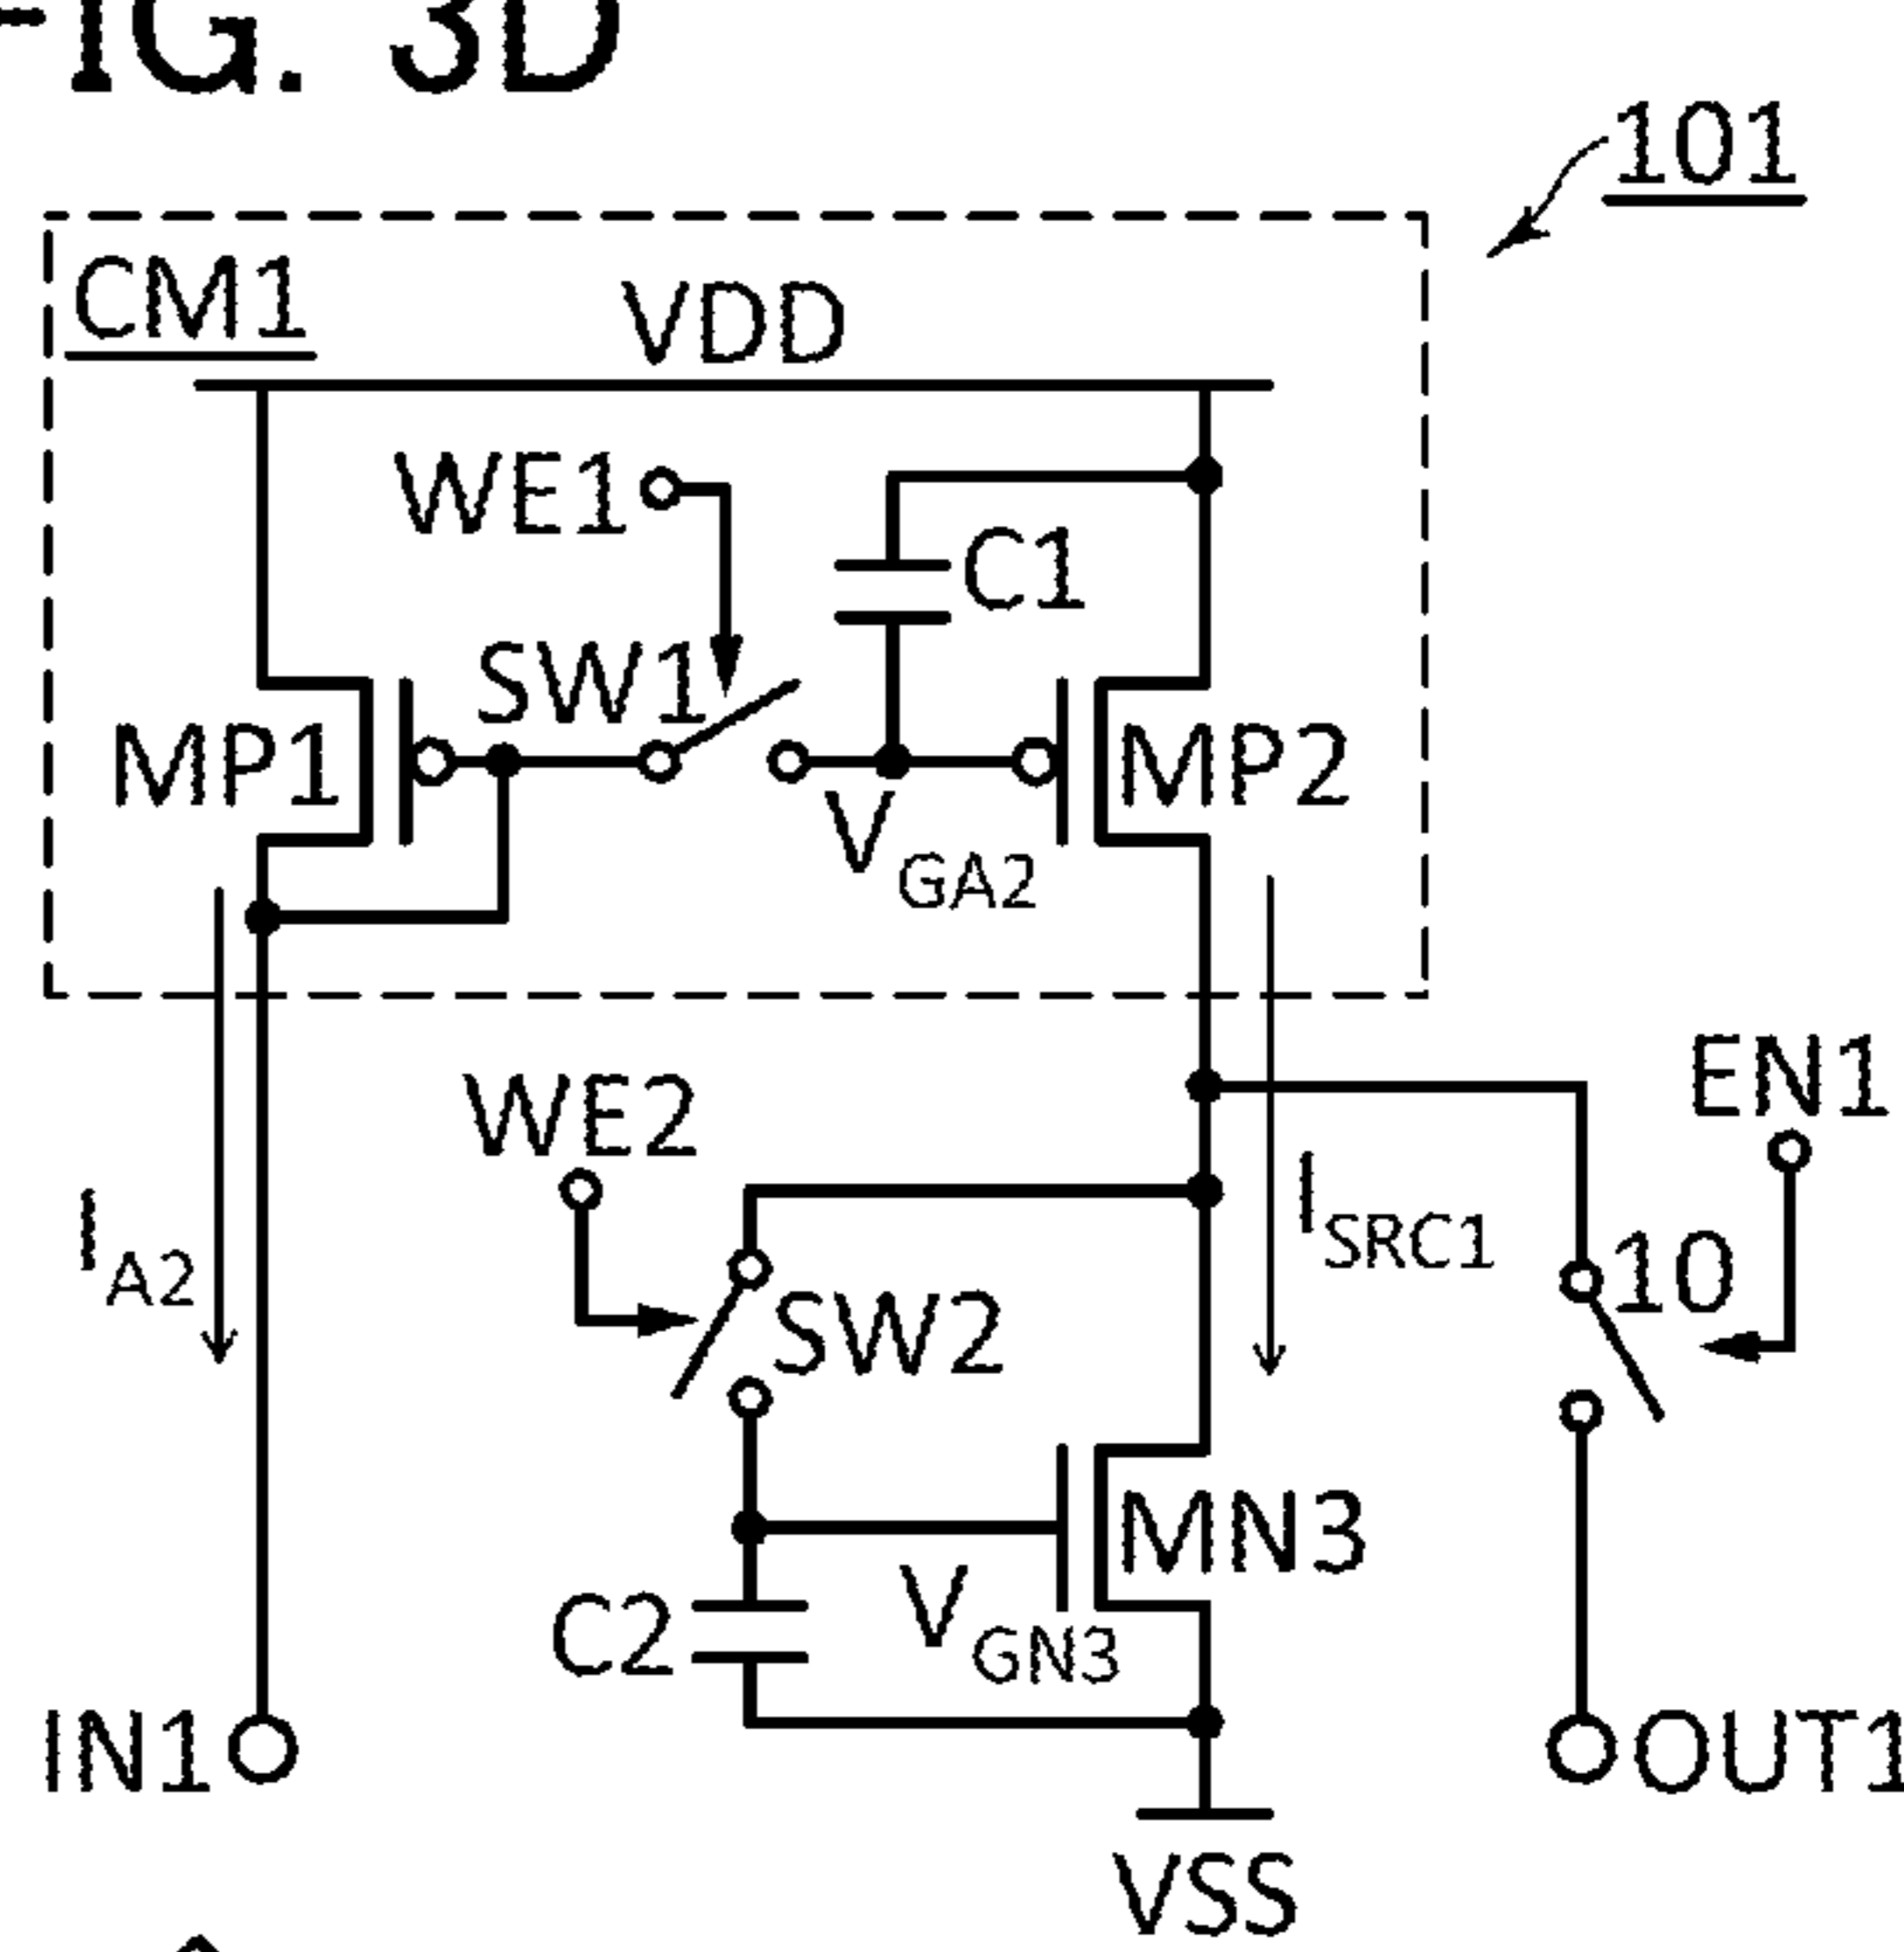 FIG. 3D
101
CM1
VDD
WE1
C1
SW1
MP1
MP2
VGA2
EN1
WE2
IA2
ISRC1
10
SW2
MN3
VGN3
C2
IN1
OUT1
VSS